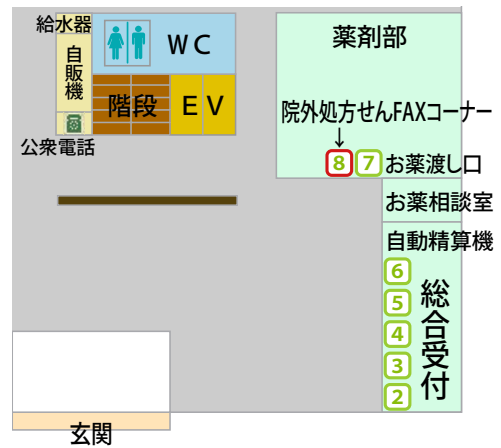 給水器
自販機
WC
階段
EV
公衆電話
薬剤部
院外処方せんFAXコーナー
↓
8 7 お薬渡し口
お薬相談室
自動精算機
6
5
4
3
2
総合受付
玄関